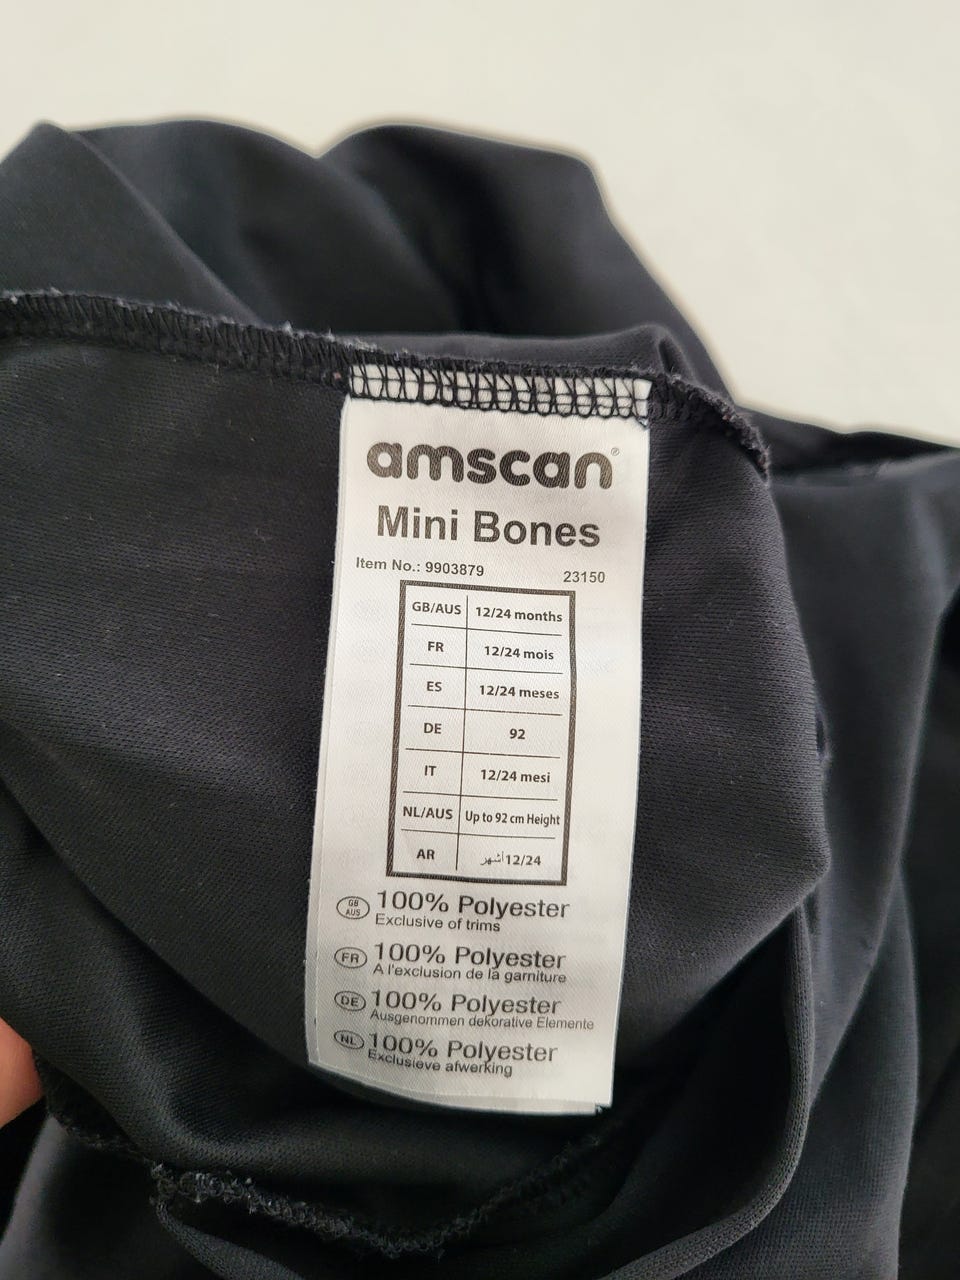 amscan®
Mini Bones
Item No.: 9903879 23150
GB/AUS 12/24 months
FR 12/24 mois
ES 12/24 meses
DE 92
IT 12/24 mesi
NL/AUS Up to 92 cm Height
AR 12/24 أشهر
GB AUS 100% Polyester
Exclusive of trims
FR 100% Polyester
A l'exclusion de la garniture
DE 100% Polyester
Ausgenommen dekorative Elemente
NL 100% Polyester
Exclusieve afwerking